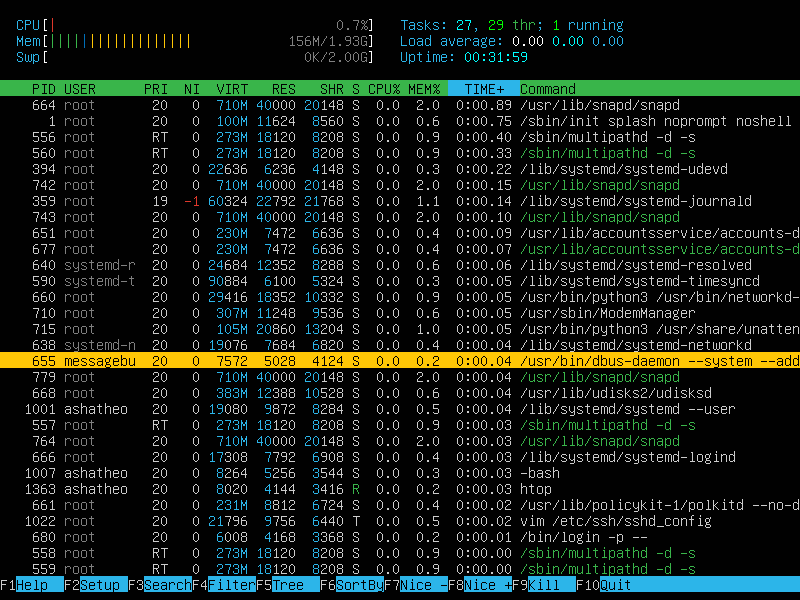 CPU[| 0.7%] Tasks: 27, 29 thr; 1 running
Mem[|||||||||||||||||| 156M/1.93G] Load average: 0.00 0.00 0.00
Swp[ 0K/2.00G] Uptime: 00:31:59
PID USER PRI NI VIRT RES SHR S CPU% MEM% TIME+ Command
664 root 20 0 710M 40000 20148 S 0.0 2.0 0:00.89 /usr/lib/snapd/snapd
1 root 20 0 100M 11624 8560 S 0.0 0.6 0:00.75 /sbin/init splash noprompt noshell
556 root RT 0 273M 18120 8208 S 0.0 0.9 0:00.40 /sbin/multipathd -d -s
560 root RT 0 273M 18120 8208 S 0.0 0.9 0:00.33 /sbin/multipathd -d -s
394 root 20 0 22636 6236 4148 S 0.0 0.3 0:00.22 /lib/systemd/systemd-udevd
742 root 20 0 710M 40000 20148 S 0.0 2.0 0:00.15 /usr/lib/snapd/snapd
359 root 19 -1 60324 22792 21768 S 0.0 1.1 0:00.14 /lib/systemd/systemd-journald
743 root 20 0 710M 40000 20148 S 0.0 2.0 0:00.10 /usr/lib/snapd/snapd
651 root 20 0 230M 7472 6636 S 0.0 0.4 0:00.09 /usr/lib/accountsservice/accounts-d
677 root 20 0 230M 7472 6636 S 0.0 0.4 0:00.07 /usr/lib/accountsservice/accounts-d
640 systemd-r 20 0 24684 12352 8288 S 0.0 0.6 0:00.06 /lib/systemd/systemd-resolved
590 systemd-t 20 0 90884 6100 5324 S 0.0 0.3 0:00.06 /lib/systemd/systemd-timesyncd
660 root 20 0 29416 18352 10332 S 0.0 0.9 0:00.05 /usr/bin/python3 /usr/bin/networkd-
710 root 20 0 307M 11248 9536 S 0.0 0.6 0:00.05 /usr/sbin/ModemManager
715 root 20 0 105M 20860 13204 S 0.0 1.0 0:00.05 /usr/bin/python3 /usr/share/unatten
638 systemd-n 20 0 19076 7684 6820 S 0.0 0.4 0:00.04 /lib/systemd/systemd-networkd
655 messagebu 20 0 7572 5028 4124 S 0.0 0.2 0:00.04 /usr/bin/dbus-daemon --system --add
779 root 20 0 710M 40000 20148 S 0.0 2.0 0:00.04 /usr/lib/snapd/snapd
668 root 20 0 383M 12388 10528 S 0.0 0.6 0:00.04 /usr/lib/udisks2/udisksd
1001 ashatheo 20 0 19080 9872 8284 S 0.0 0.5 0:00.04 /lib/systemd/systemd --user
557 root RT 0 273M 18120 8208 S 0.0 0.9 0:00.03 /sbin/multipathd -d -s
764 root 20 0 710M 40000 20148 S 0.0 2.0 0:00.03 /usr/lib/snapd/snapd
666 root 20 0 17308 7792 6908 S 0.0 0.4 0:00.03 /lib/systemd/systemd-logind
1007 ashatheo 20 0 8264 5256 3544 S 0.0 0.3 0:00.03 -bash
1363 ashatheo 20 0 8020 4144 3416 R 0.0 0.2 0:00.03 htop
661 root 20 0 231M 8812 6724 S 0.0 0.4 0:00.02 /usr/lib/policykit-1/polkitd --no-d
1022 root 20 0 21796 9756 6440 T 0.0 0.5 0:00.02 vim /etc/ssh/sshd_config
680 root 20 0 6008 4168 3368 S 0.0 0.2 0:00.01 /bin/login -p --
558 root RT 0 273M 18120 8208 S 0.0 0.9 0:00.00 /sbin/multipathd -d -s
559 root RT 0 273M 18120 8208 S 0.0 0.9 0:00.00 /sbin/multipathd -d -s
F1Help F2Setup F3SearchF4FilterF5Tree F6SortByF7Nice -F8Nice +F9Kill F10Quit